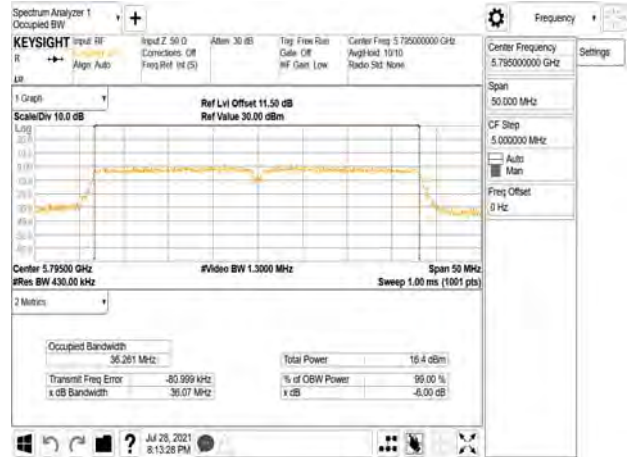 Spectrum Analyzer 1
Occupied BW
+
Frequency
KEYSIGHT Input: RF
R
Align: Auto
Input Z: 50 Ω
Corrections: Off
Freq Ref: Int (S)
Atten: 30 dB
Trig: Free Run
Gate: Off
#IF Gain: Low
Center Freq: 5.795000000 GHz
Avg|Hold: 10/10
Radio Std: None
Center Frequency
5.795000000 GHz
Settings
Span
50.000 MHz
CF Step
5.000000 MHz
Auto
Man
Freq Offset
0 Hz
1 Graph
Scale/Div 10.0 dB
Ref Lvl Offset 11.50 dB
Ref Value 30.00 dBm
Log
Center 5.79500 GHz
#Res BW 430.00 kHz
#Video BW 1.3000 MHz
Span 50 MHz
Sweep 1.00 ms (1001 pts)
2 Metrics
Occupied Bandwidth
36.261 MHz
Transmit Freq Error -80.999 kHz
x dB Bandwidth 36.07 MHz
Total Power 16.4 dBm
% of OBW Power 99.00 %
x dB -6.00 dB
?
Jul 28, 2021
8:13:28 PM